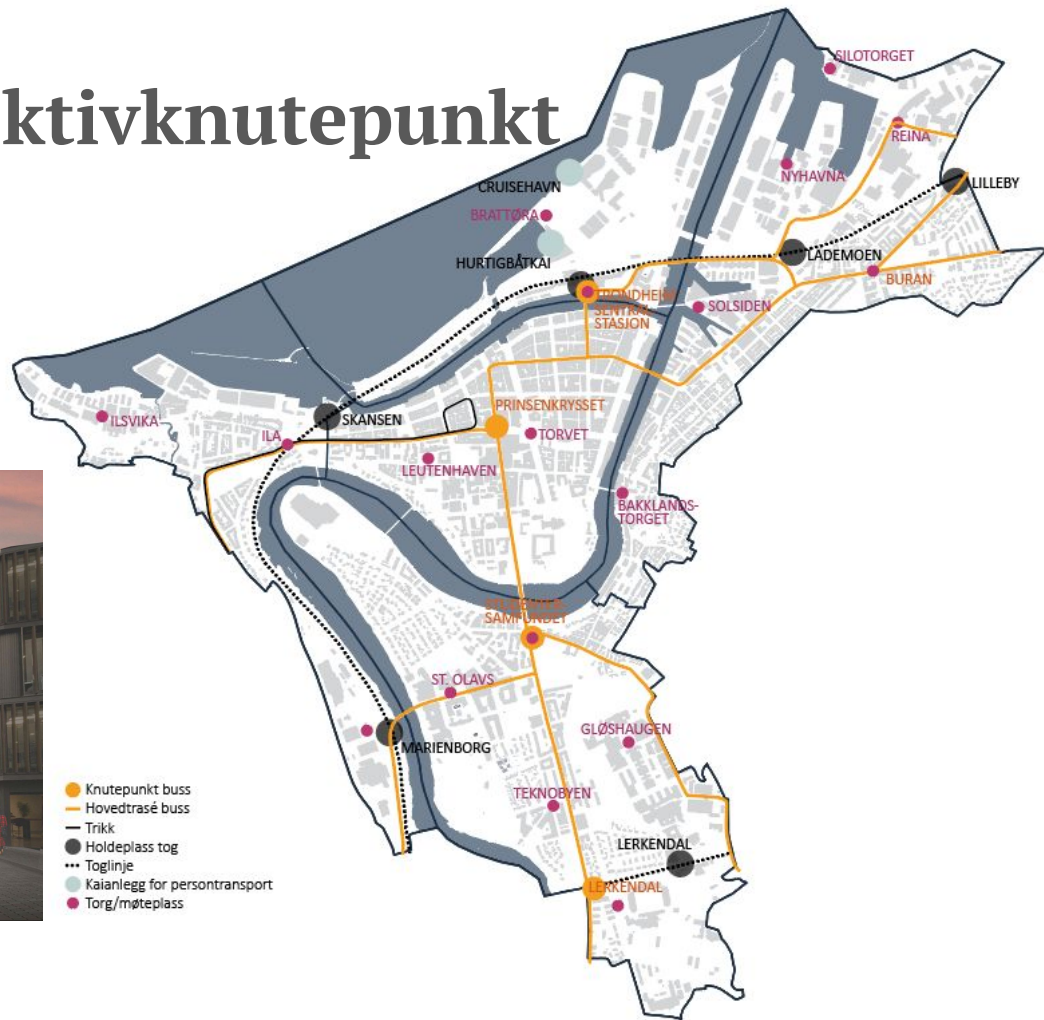 ktivknutepunkt
SILOTORGET
REINA
NYHAVNA
LILLEBY
CRUISEHAVN
BRATTØRA
LADEMOEN
HURTIGBÅTKAI
BURAN
TRONDHEIM
SENTRAL-
STASJON
SOLSIDEN
PRINSENKRYSSET
ILSVIKA
SKANSEN
ILA
TORVET
LEUTENHAVEN
BAKKLANDS-
TORGET
SAMFUNDET
ST. OLAVS
GLØSHAUGEN
MARIENBORG
TEKNOBYEN
LERKENDAL
LERKENDAL
Knutepunkt buss
Hovedtrasé buss
Trikk
Holdeplass tog
Toglinje
Kaianlegg for persontransport
Torg/møteplass